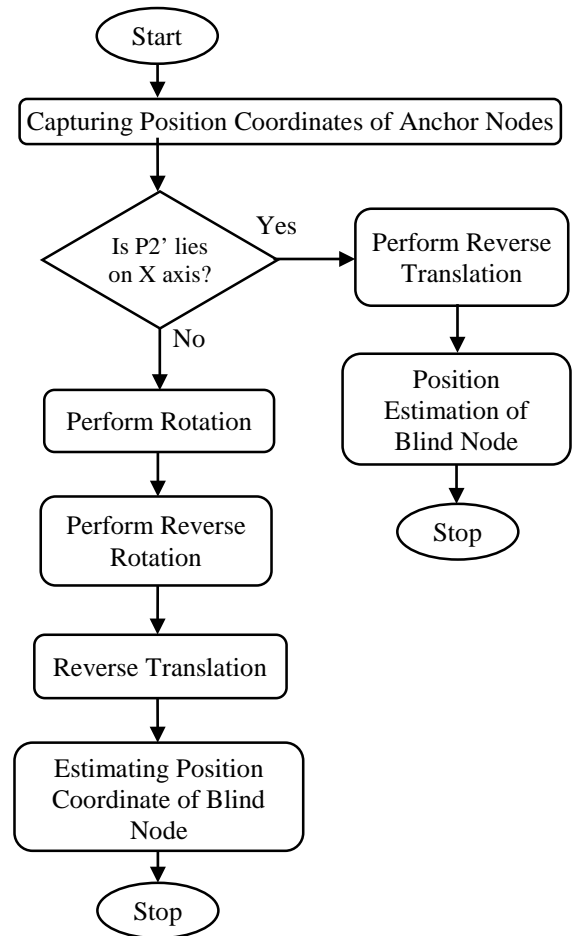 Start
Capturing Position Coordinates of Anchor Nodes
Is P2’ lies
on X axis?
Yes
Perform Reverse
Translation
Position
Estimation of
Blind Node
Stop
No
Perform Rotation
Perform Reverse
Rotation
Reverse Translation
Estimating Position
Coordinate of Blind
Node
Stop